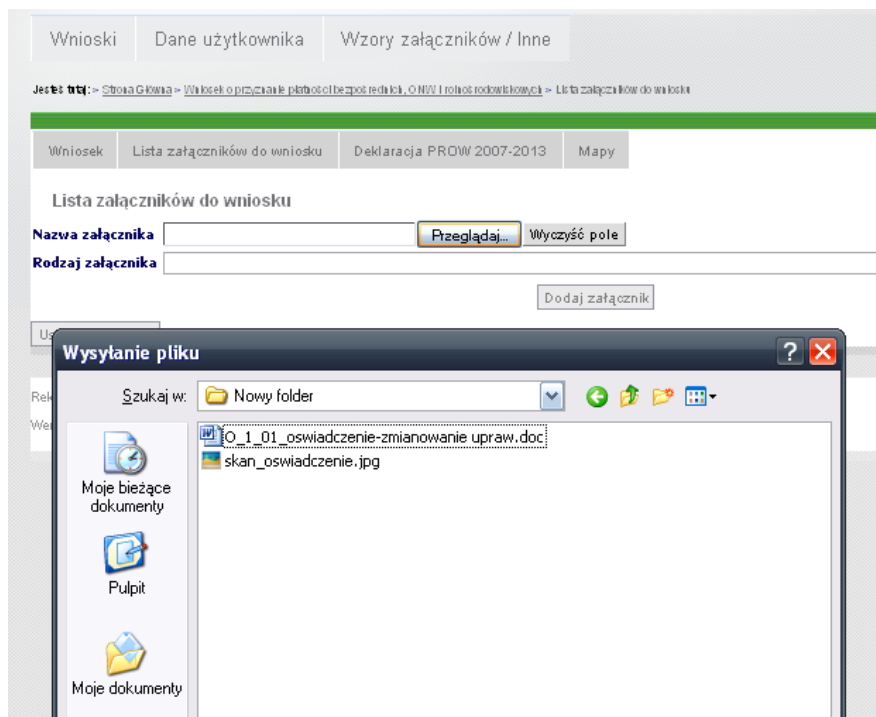 Wnioski Dane użytkownika Wzory załączników / Inne
Jesteś tutaj: > Strona Główna > Wniosek o przyznanie płatności bezpośrednich, ONW i rolnośrodowiskowych > Lista załączników do wniosku
Wniosek Lista załączników do wniosku Deklaracja PROW 2007-2013 Mapy
Lista załączników do wniosku
Nazwa załącznika Przeglądaj... Wyczyść pole
Rodzaj załącznika
Dodaj załącznik
Wysyłanie pliku
Szukaj w: Nowy folder
O_1_01_oswiadczenie-zmianowanie upraw.doc
skan_oswiadczenie.jpg
Moje bieżące
dokumenty
Pulpit
Moje dokumenty